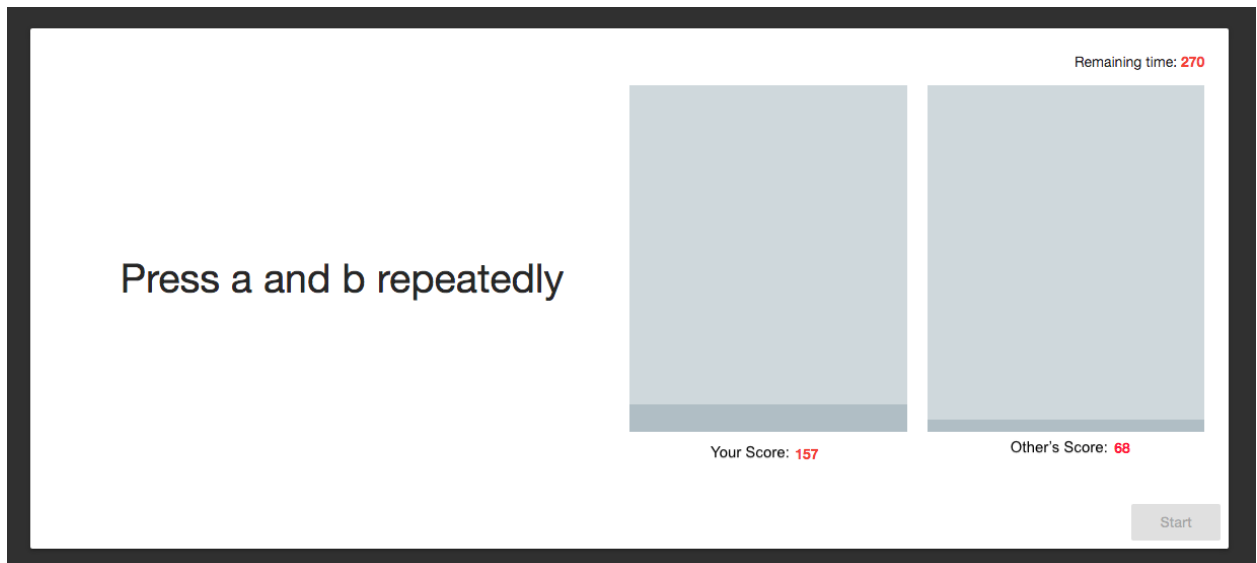 Remaining time: 270
Press a and b repeatedly
Your Score: 157
Other's Score: 68
Start